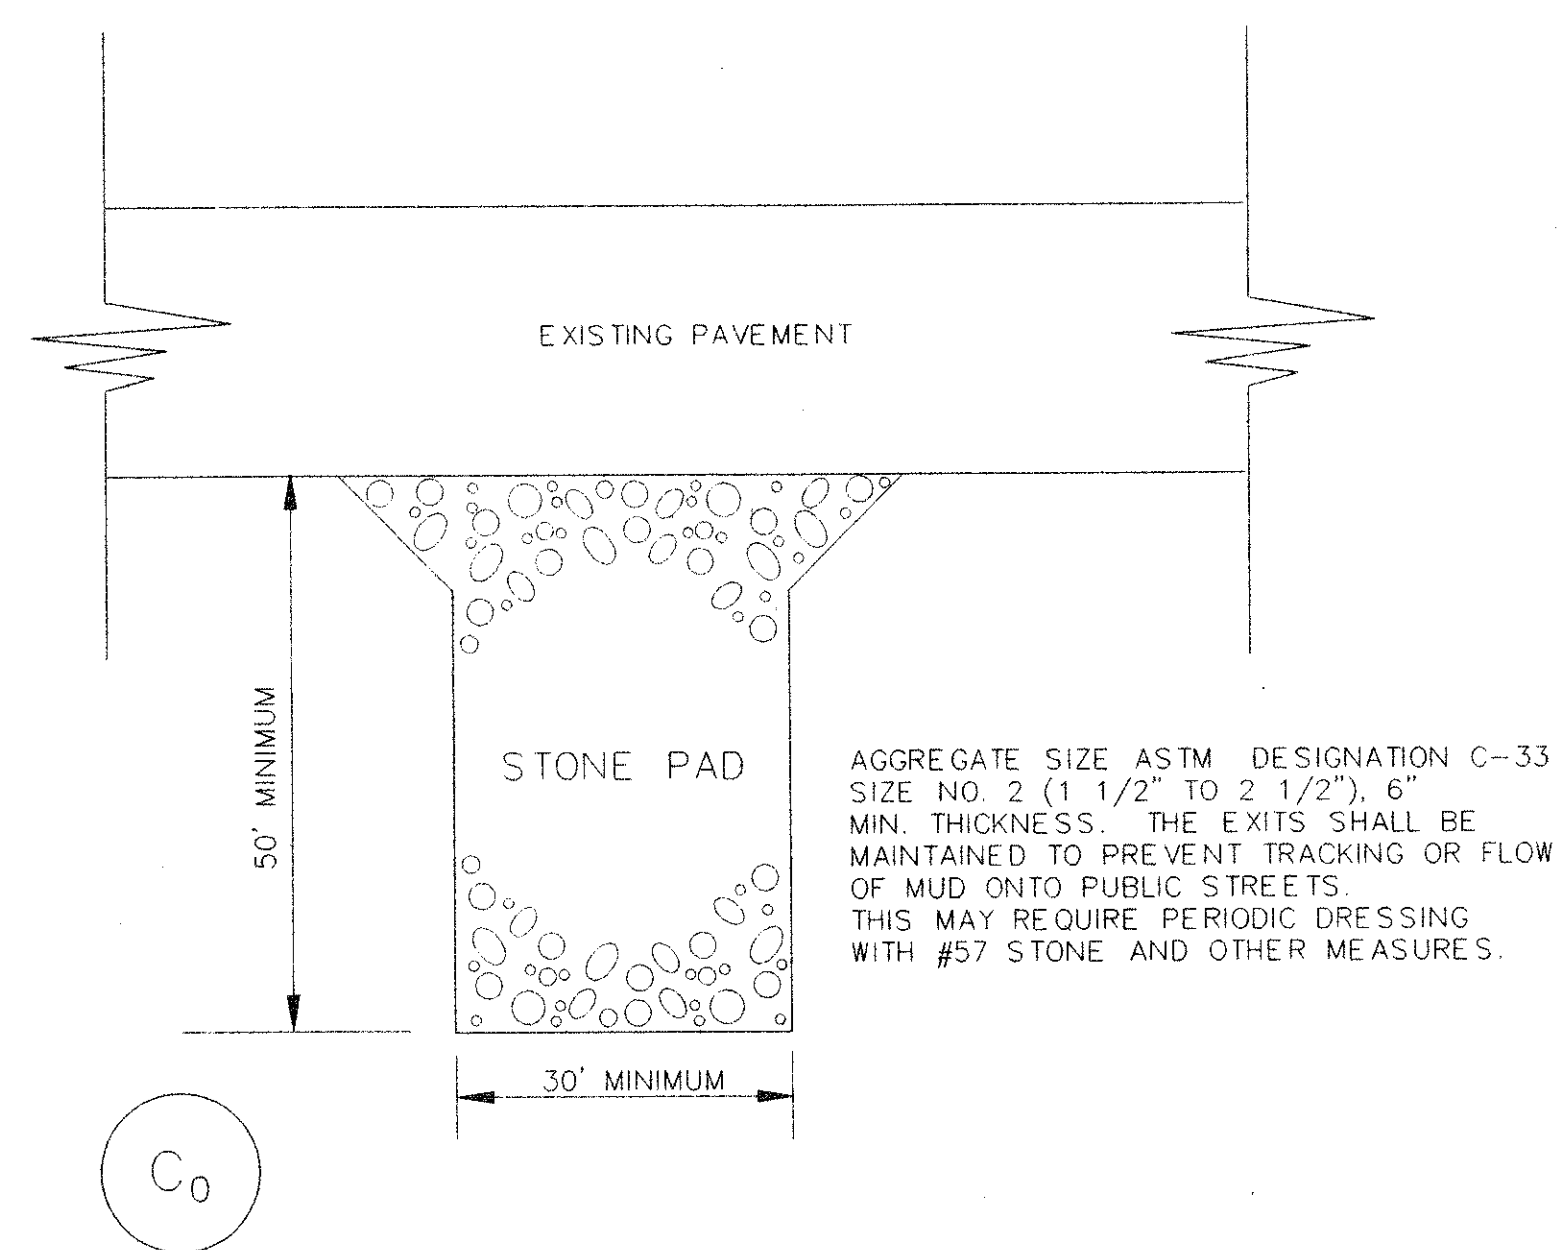 EXISTING PAVEMENT
50' MINIMUM
STONE PAD
AGGREGATE SIZE ASTM DESIGNATION C-33
SIZE NO. 2 (1 1/2" TO 2 1/2"), 6"
MIN. THICKNESS. THE EXITS SHALL BE
MAINTAINED TO PREVENT TRACKING OR FLOW
OF MUD ONTO PUBLIC STREETS.
THIS MAY REQUIRE PERIODIC DRESSING
WITH #57 STONE AND OTHER MEASURES.
30' MINIMUM
C₀